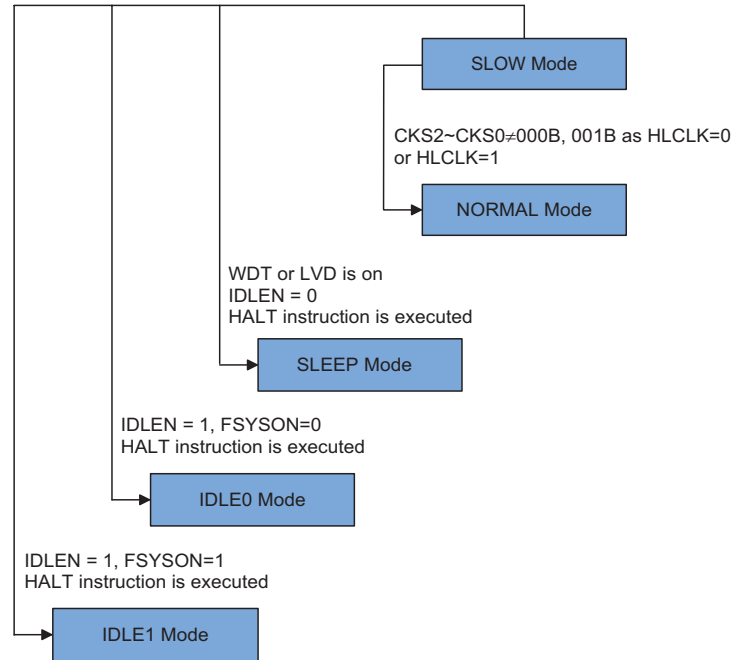 SLOW Mode
CKS2~CKS0≠000B, 001B as HLCLK=0
or HLCLK=1
NORMAL Mode
WDT or LVD is on
IDLEN = 0
HALT instruction is executed
SLEEP Mode
IDLEN = 1, FSYSON=0
HALT instruction is executed
IDLE0 Mode
IDLEN = 1, FSYSON=1
HALT instruction is executed
IDLE1 Mode